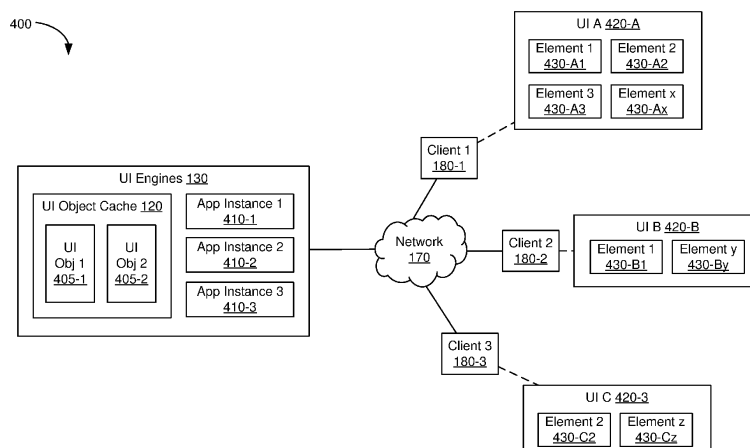 400
UI Engines 130
UI Object Cache 120
UI
Obj 1
405-1
UI
Obj 2
405-2
App Instance 1
410-1
App Instance 2
410-2
App Instance 3
410-3
Network
170
Client 1
180-1
Client 2
180-2
Client 3
180-3
UI A 420-A
Element 1
430-A1
Element 2
430-A2
Element 3
430-A3
Element x
430-Ax
UI B 420-B
Element 1
430-B1
Element y
430-By
UI C 420-3
Element 2
430-C2
Element z
430-Cz